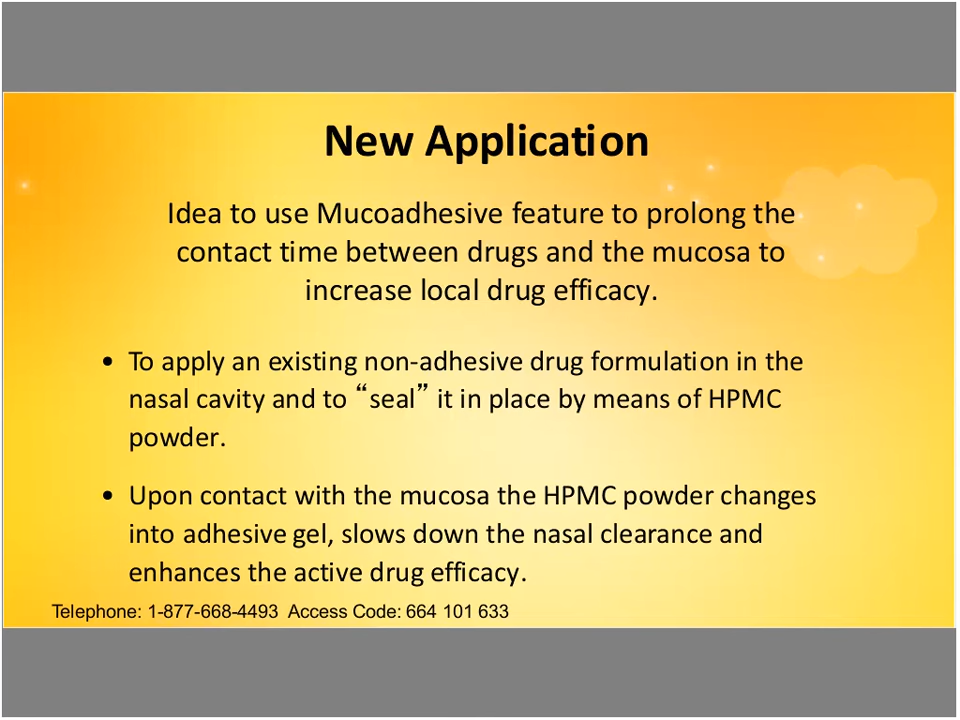 New Application
Idea to use Mucoadhesive feature to prolong the
contact time between drugs and the mucosa to
increase local drug efficacy.
• To apply an existing non-adhesive drug formulation in the
nasal cavity and to “seal” it in place by means of HPMC
powder.
• Upon contact with the mucosa the HPMC powder changes
into adhesive gel, slows down the nasal clearance and
enhances the active drug efficacy.
Telephone: 1-877-668-4493 Access Code: 664 101 633